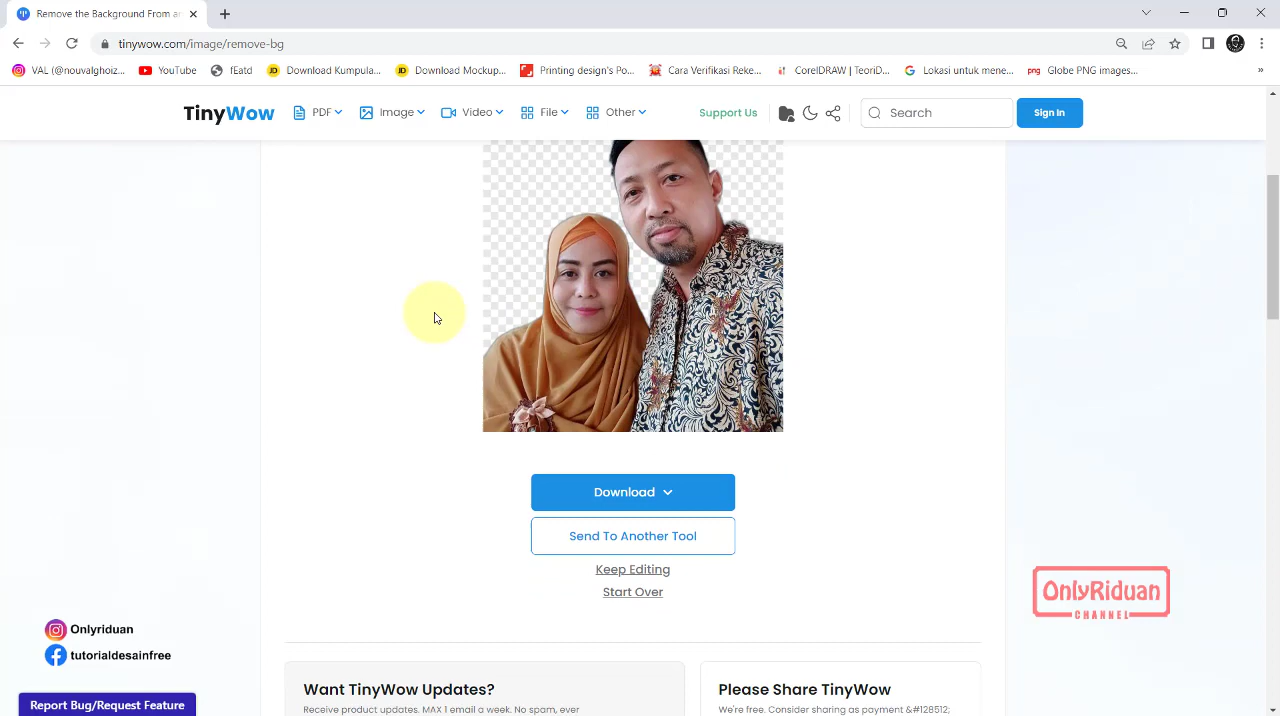 Remove the Background From an
tinywow.com/image/remove-bg
VAL (@nouvalghoiz...
YouTube
fEatd
Download Kumpula...
Download Mockup...
Printing design's Po...
Cara Verifikasi Reke...
CorelDRAW | TeoriD...
Lokasi untuk mene...
Globe PNG images...
»
TinyWow
PDF
Image
Video
File
Other
Support Us
Search
Sign In
Download
Send To Another Tool
Keep Editing
Start Over
OnlyRiduan
CHANNEL
Onlyriduan
tutorialdesainfree
Want TinyWow Updates?
Please Share TinyWow
Report Bug/Request Feature
Receive product updates. MAX 1 email a week. No spam, ever
We're free. Consider sharing as payment &#128512;